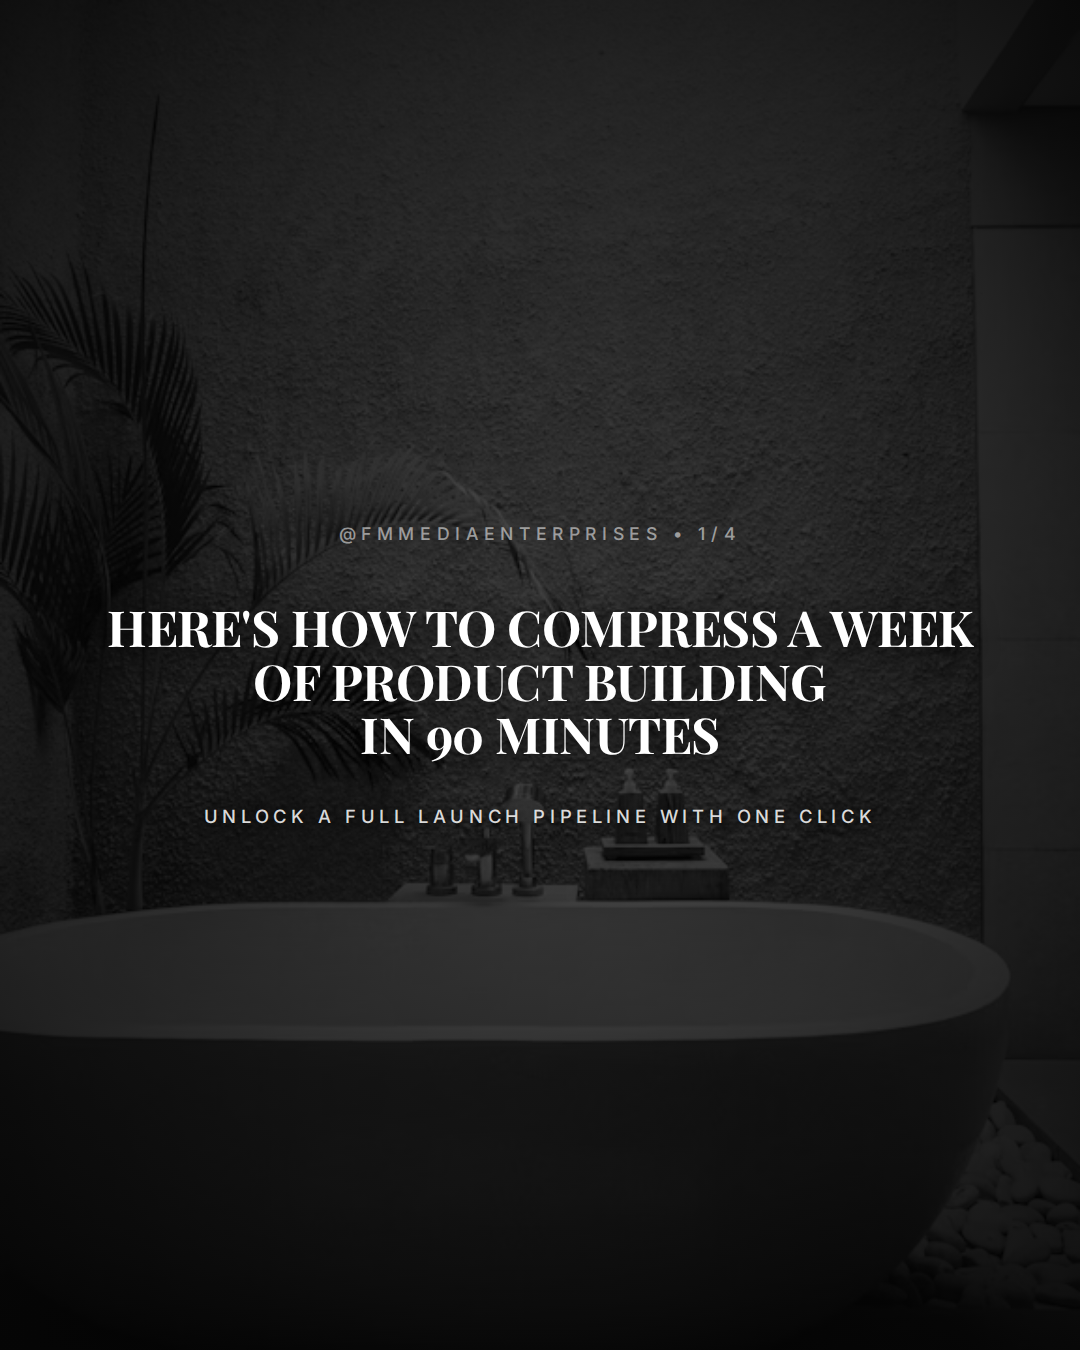 @FMMEDIAENTERPRISES • 1/4
HERE'S HOW TO COMPRESS A WEEK
OF PRODUCT BUILDING
IN 90 MINUTES
UNLOCK A FULL LAUNCH PIPELINE WITH ONE CLICK